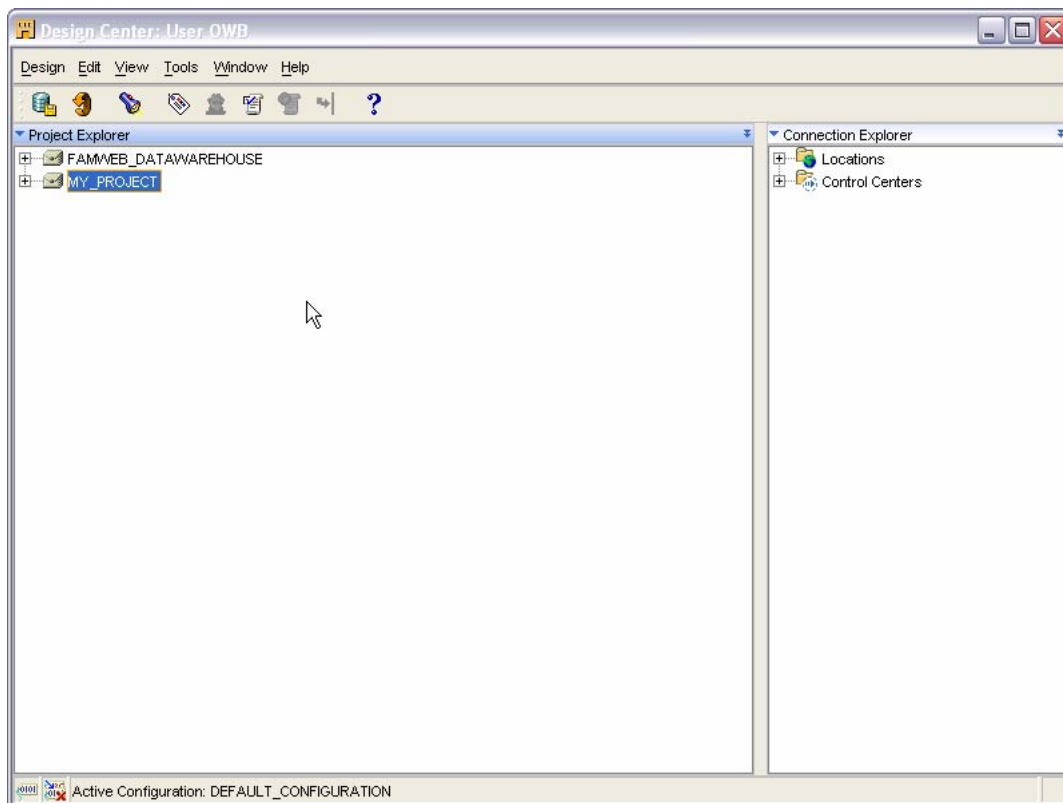 Design Center: User OWB
Design Edit View Tools Window Help
?
Project Explorer
Connection Explorer
FAMWEB_DATAWAREHOUSE
MY_PROJECT
Locations
Control Centers
Active Configuration: DEFAULT_CONFIGURATION